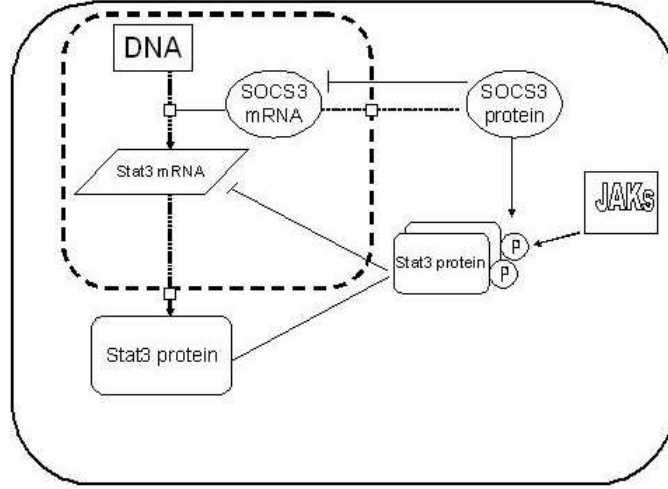 DNA
SOCS3
mRNA
SOCS3
protein
Stat3 mRNA
JAKs
P
Stat3 protein
P
Stat3 protein